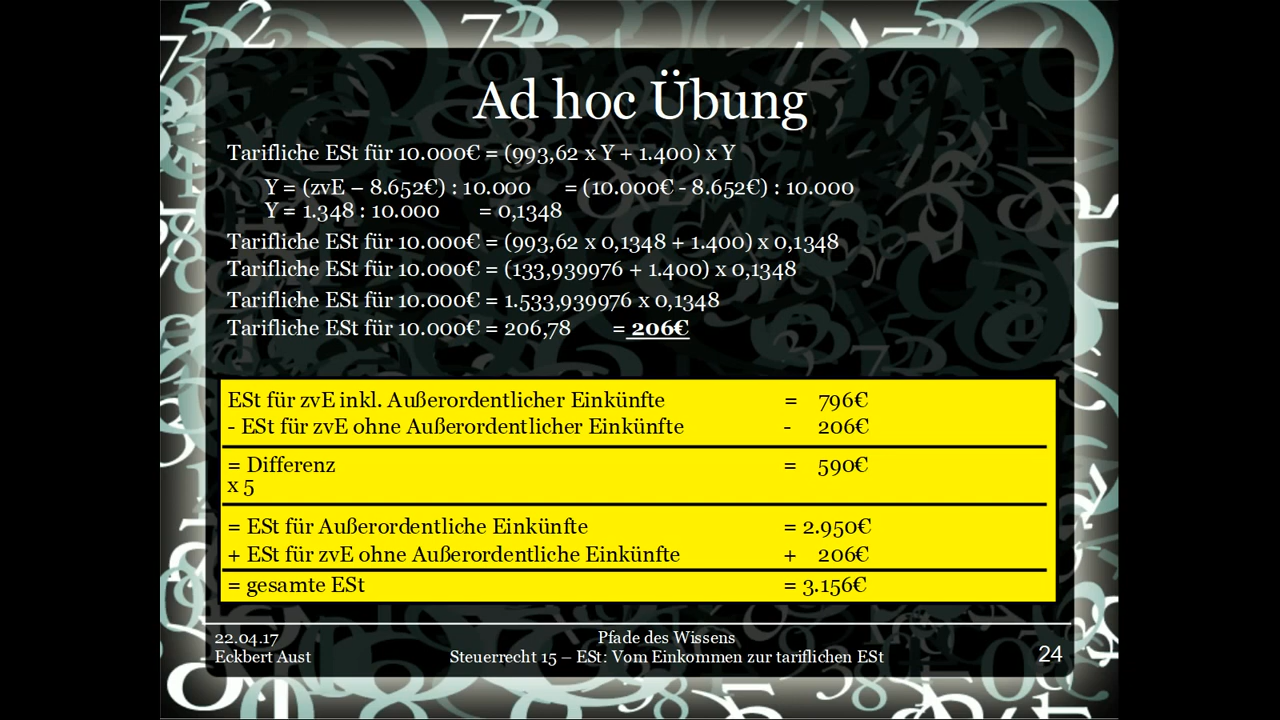 Ad hoc Übung
Tarifliche ESt für 10.000€ = (993,62 x Y + 1.400) x Y
Y = (zvE – 8.652€) : 10.000 = (10.000€ - 8.652€) : 10.000
Y = 1.348 : 10.000 = 0,1348
Tarifliche ESt für 10.000€ = (993,62 x 0,1348 + 1.400) x 0,1348
Tarifliche ESt für 10.000€ = (133,939976 + 1.400) x 0,1348
Tarifliche ESt für 10.000€ = 1.533,939976 x 0,1348
Tarifliche ESt für 10.000€ = 206,78 = 206€
ESt für zvE inkl. Außerordentlicher Einkünfte = 796€
- ESt für zvE ohne Außerordentlicher Einkünfte - 206€
= Differenz = 590€
x 5
= ESt für Außerordentliche Einkünfte = 2.950€
+ ESt für zvE ohne Außerordentliche Einkünfte + 206€
= gesamte ESt = 3.156€
22.04.17 Pfade des Wissens
Eckbert Aust Steuerrecht 15 – ESt: Vom Einkommen zur tariflichen ESt 24